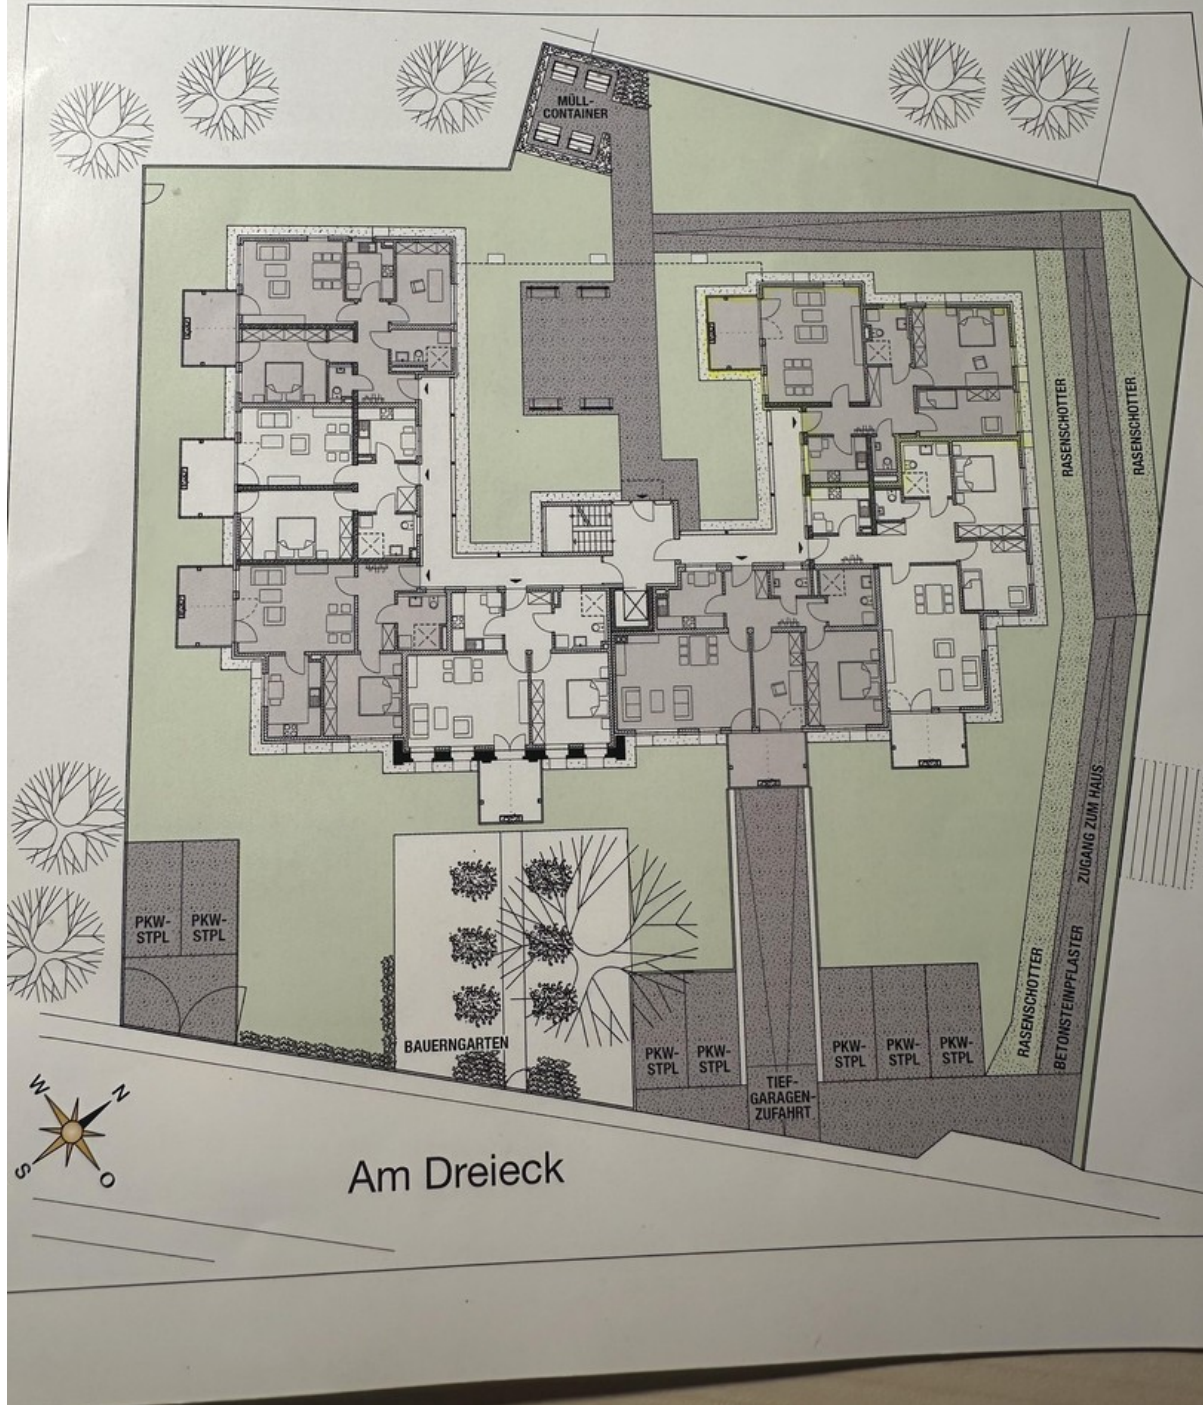 MÜLL-
CONTAINER
RASENSCHOTTER
RASENSCHOTTER
ZUGANG ZUM HAUS
PKW-
STPL
PKW-
STPL
RASENSCHOTTER
BETONSTEINPFLASTER
BAUERNGARTEN
PKW-
STPL
PKW-
STPL
PKW-
STPL
PKW-
STPL
PKW-
STPL
TIEF-
GARAGEN-
ZUFAHRT
W
N
S
O
Am Dreieck